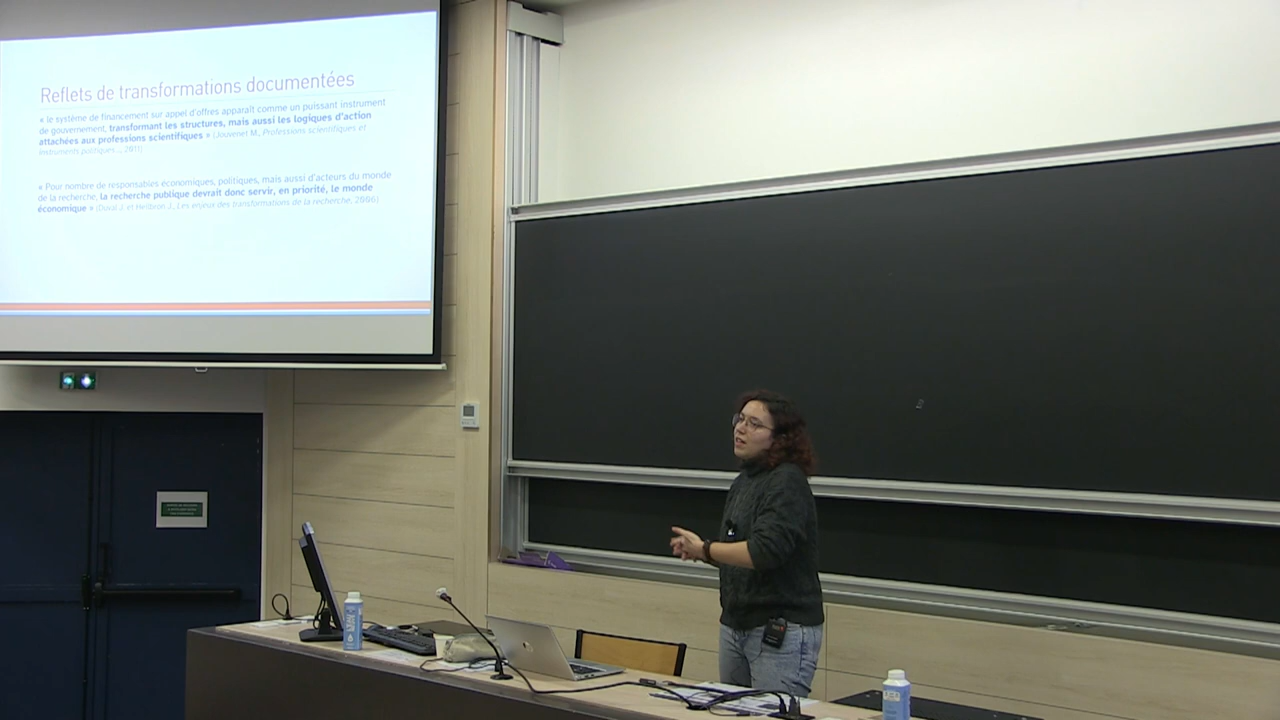 Reflets de transformations documentées
« le système de financement sur appel d'offres apparaît comme un puissant instrument
de gouvernement, transformant les structures, mais aussi les logiques d'action
attachées aux professions scientifiques » (Jouvenet M., Professions scientifiques et
instruments politiques..., 2011)
« Pour nombre de responsables économiques, politiques, mais aussi d'acteurs du monde
de la recherche, la recherche publique devrait donc servir, en priorité, le monde
économique » (Duval J. et Heilbron J., Les enjeux des transformations de la recherche, 2006)